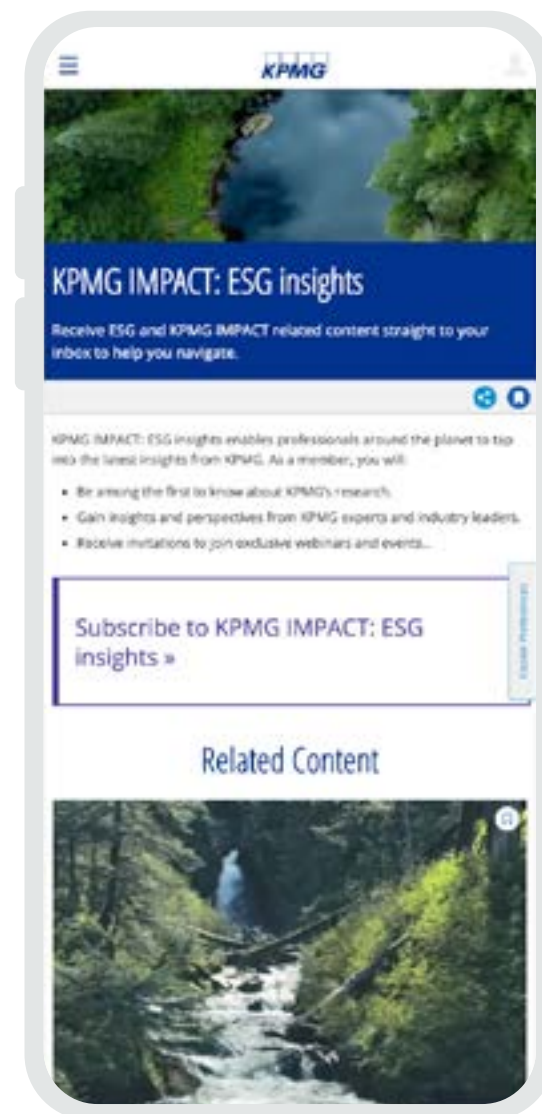 KPMG
KPMG IMPACT: ESG insights
Receive ESG and KPMG IMPACT related content straight to your
inbox to help you navigate.
KPMG IMPACT: ESG insights enables professionals around the planet to tap
into the latest insights from KPMG. As a member, you will:
• Be among the first to know about KPMG's research.
• Gain insights and perspectives from KPMG experts and industry leaders.
• Receive invitations to join exclusive webinars and events...
Cookie Preferences
Subscribe to KPMG IMPACT: ESG
insights »
Related Content